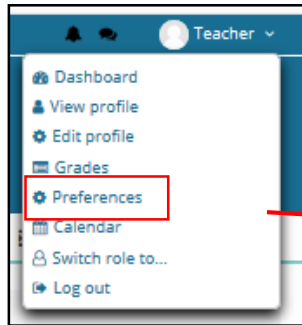 Teacher
Dashboard
View profile
Edit profile
Grades
Preferences
Calendar
Switch role to...
Log out